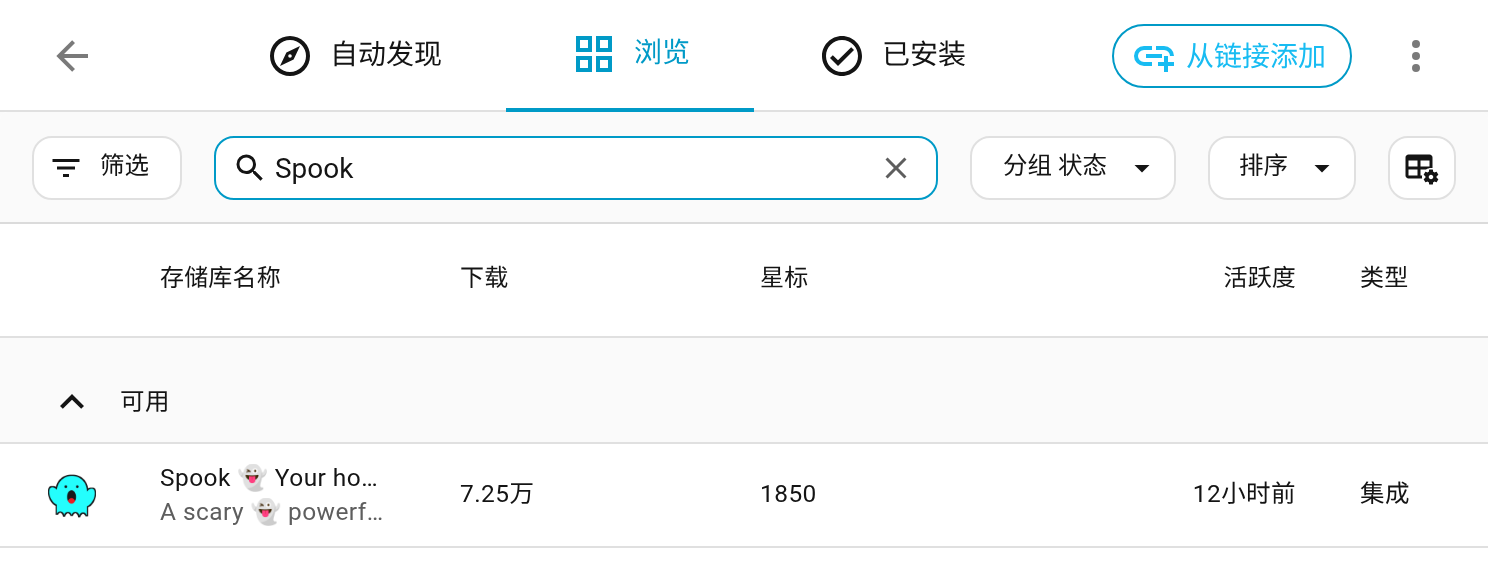 自动发现
浏览
已安装
从链接添加
筛选
Spook
分组 状态
排序
存储库名称 下载 星标 活跃度 类型
可用
Spook 👻 Your ho...
A scary 👻 powerf...
7.25万 1850 12小时前 集成